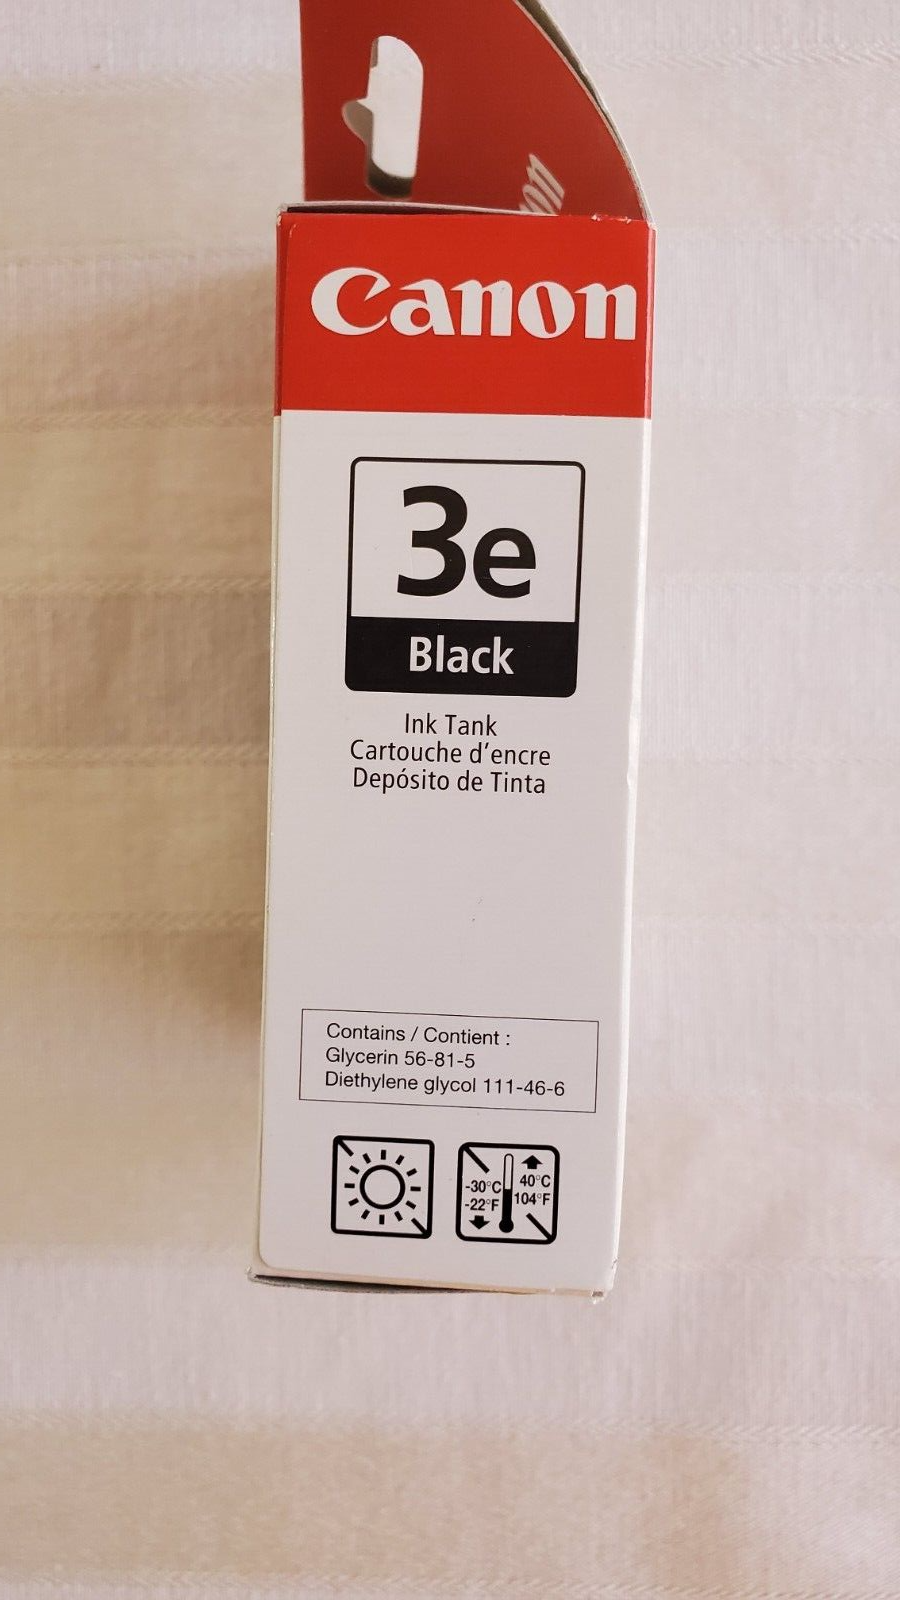 Canon
3e
Black
Ink Tank
Cartouche d'encre
Depósito de Tinta
Contains / Contient :
Glycerin 56-81-5
Diethylene glycol 111-46-6
-30°C
-22°F
40°C
104°F